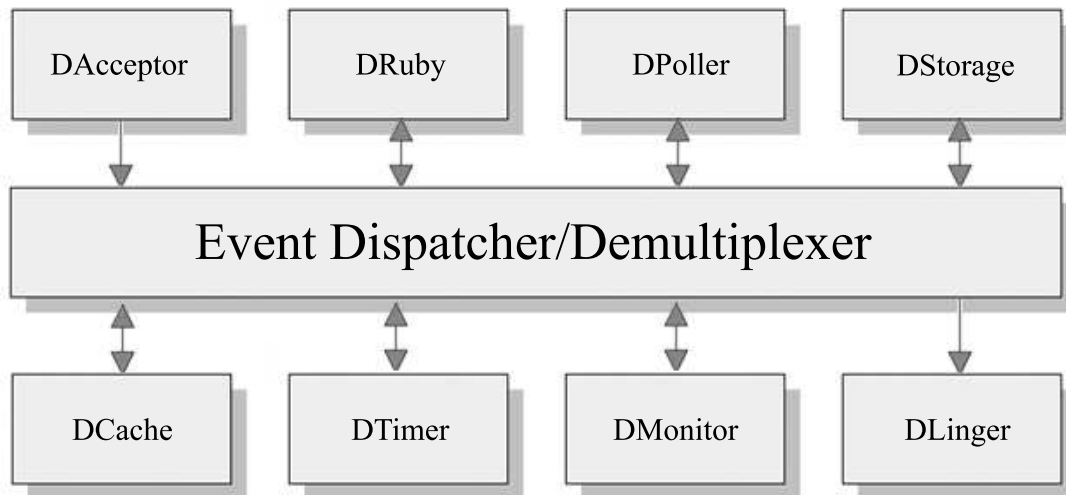 DAcceptor
DRuby
DPoller
DStorage
Event Dispatcher/Demultiplexer
DCache
DTimer
DMonitor
DLinger